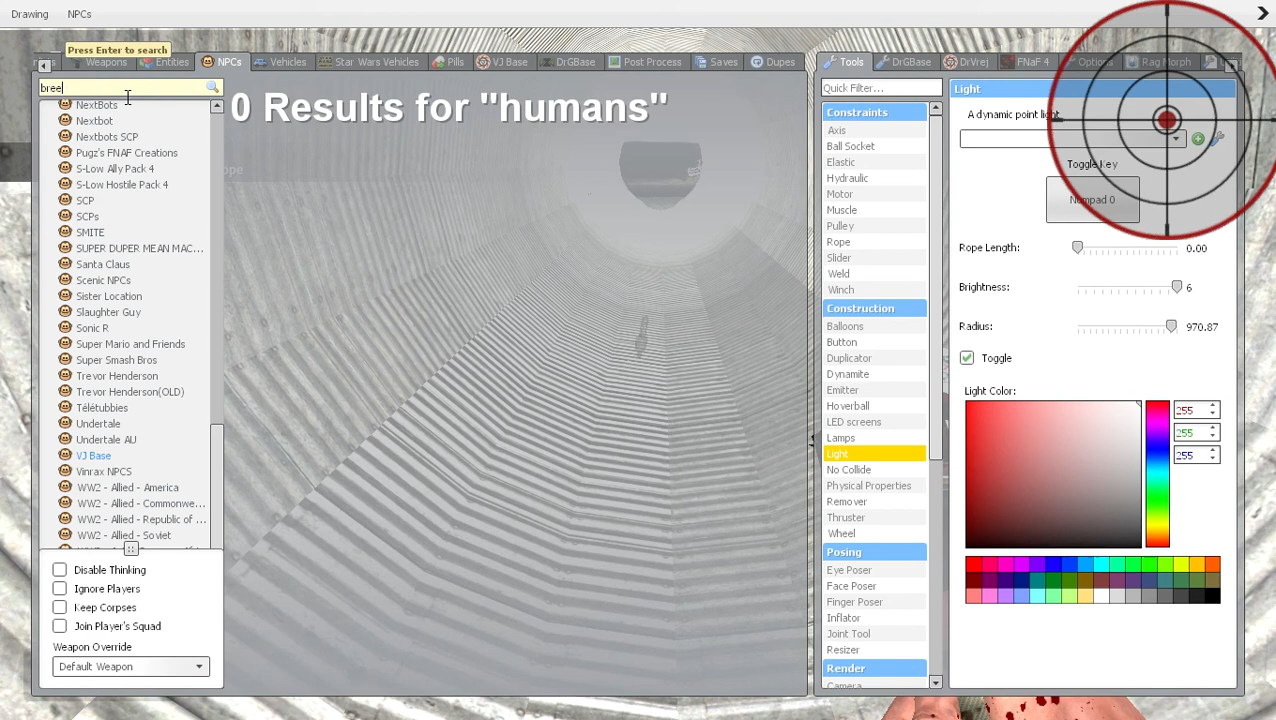 Drawing NPCs
Press Enter to search
Weapons Entities NPCs Vehicles Star Wars Vehicles Pills VJ Base DrGBase Post Process Saves Dupes
Tools DrGBase DrVrej FNaF 4 Options Rag Morph
bree
0 Results for "humans"
NextBots
Nextbot
Nextbots SCP
Pugz's FNAF Creations
S-Low Ally Pack 4
S-Low Hostile Pack 4
SCP
SCPs
SMITE
SUPER DUPER MEAN MAC...
Santa Claus
Scenic NPCs
Sister Location
Slaughter Guy
Sonic R
Super Mario and Friends
Super Smash Bros
Trevor Henderson
Trevor Henderson(OLD)
Télétubbies
Undertale
Undertale AU
VJ Base
Vinrax NPCS
WW2 - Allied - America
WW2 - Allied - Commonwe...
WW2 - Allied - Republic of ...
WW2 - Allied - Soviet
Disable Thinking
Ignore Players
Keep Corpses
Join Player's Squad
Weapon Override
Default Weapon
Quick Filter...
Constraints
Axis
Ball Socket
Elastic
Hydraulic
Motor
Muscle
Pulley
Rope
Slider
Weld
Winch
Construction
Balloons
Button
Duplicator
Dynamite
Emitter
Hoverball
LED screens
Lamps
Light
No Collide
Physical Properties
Remover
Thruster
Wheel
Posing
Eye Poser
Face Poser
Finger Poser
Inflator
Joint Tool
Resizer
Render
Camera
Light
A dynamic point light
Toggle Key
Numpad 0
Rope Length: 0.00
Brightness: 6
Radius: 970.87
Toggle
Light Color:
255
255
255